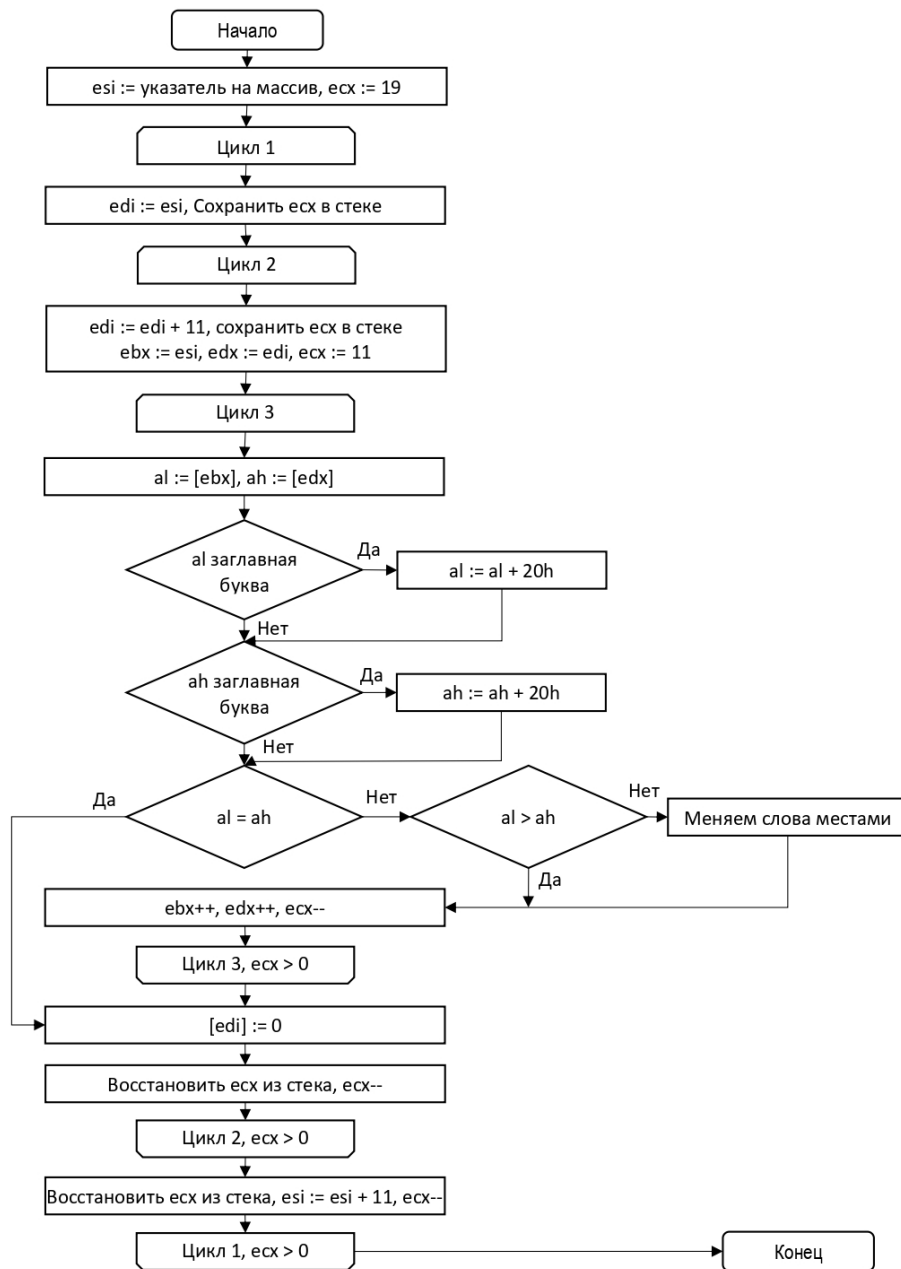 Начало
esi := указатель на массив, ecx := 19
Цикл 1
edi := esi, Сохранить ecx в стеке
Цикл 2
edi := edi + 11, сохранить ecx в стеке
ebx := esi, edx := edi, ecx := 11
Цикл 3
al := [ebx], ah := [edx]
al заглавная
буква
Да
al := al + 20h
Нет
ah заглавная
буква
Да
ah := ah + 20h
Нет
Да
al = ah
Нет
al > ah
Нет
Меняем слова местами
Да
ebx++, edx++, ecx--
Цикл 3, ecx > 0
[edi] := 0
Восстановить ecx из стека, ecx--
Цикл 2, ecx > 0
Восстановить ecx из стека, esi := esi + 11, ecx--
Цикл 1, ecx > 0
Конец